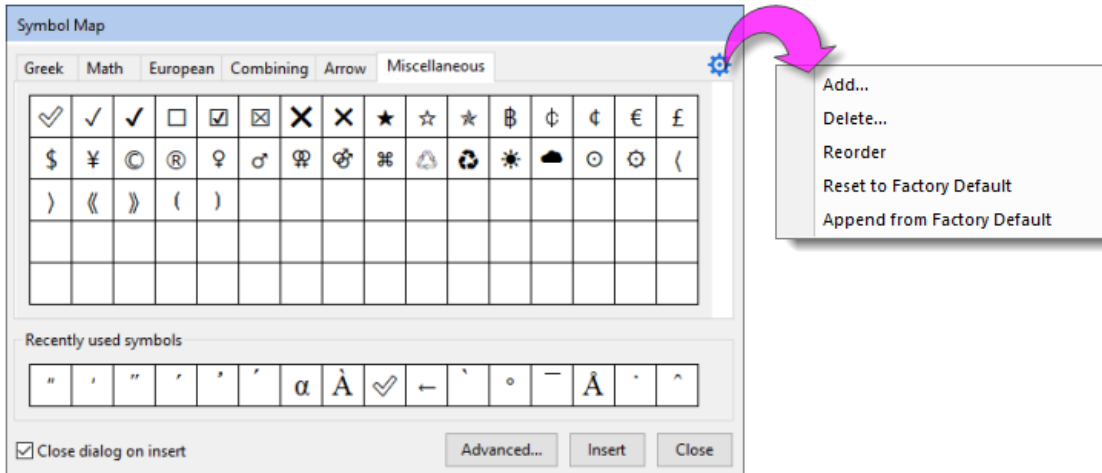 Symbol Map
Greek Math European Combining Arrow Miscellaneous
✓ ✓ ☐ ☑ ☒ ✕ ✕ ★ ☆ ฿ ₵ ¢ € £
$ ¥ © ® ♀ ♂ ⌘ ♻ ☀ ☁ ⊙ ⟨
⟩ ⟪ ⟫ ( )
Recently used symbols
α À ← ` ° ¯ Å ˙ ^
Close dialog on insert
Advanced... Insert Close
Add...
Delete...
Reorder
Reset to Factory Default
Append from Factory Default